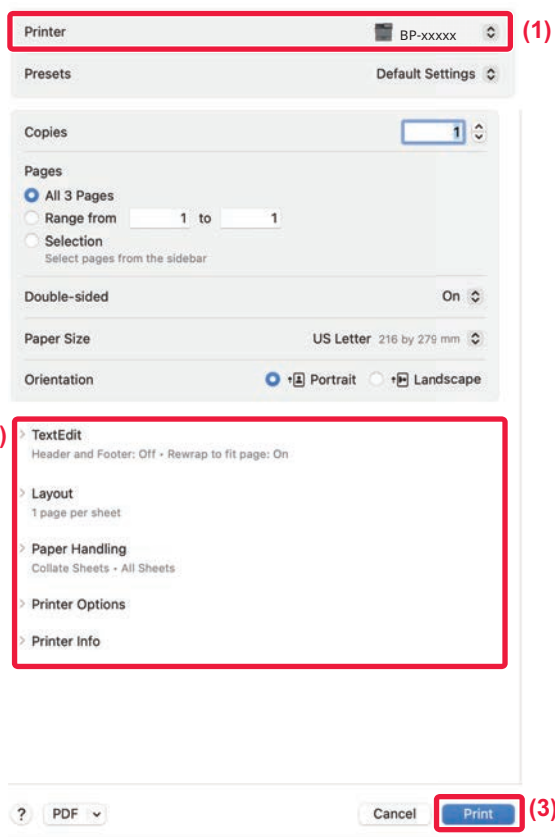 Printer BP-xxxxx (1)
Presets Default Settings
Copies 1
Pages
All 3 Pages
Range from 1 to 1
Selection
Select pages from the sidebar
Double-sided On
Paper Size US Letter 216 by 279 mm
Orientation Portrait Landscape
) TextEdit
Header and Footer: Off • Rewrap to fit page: On
Layout
1 page per sheet
Paper Handling
Collate Sheets • All Sheets
Printer Options
Printer Info
? PDF Cancel Print (3)